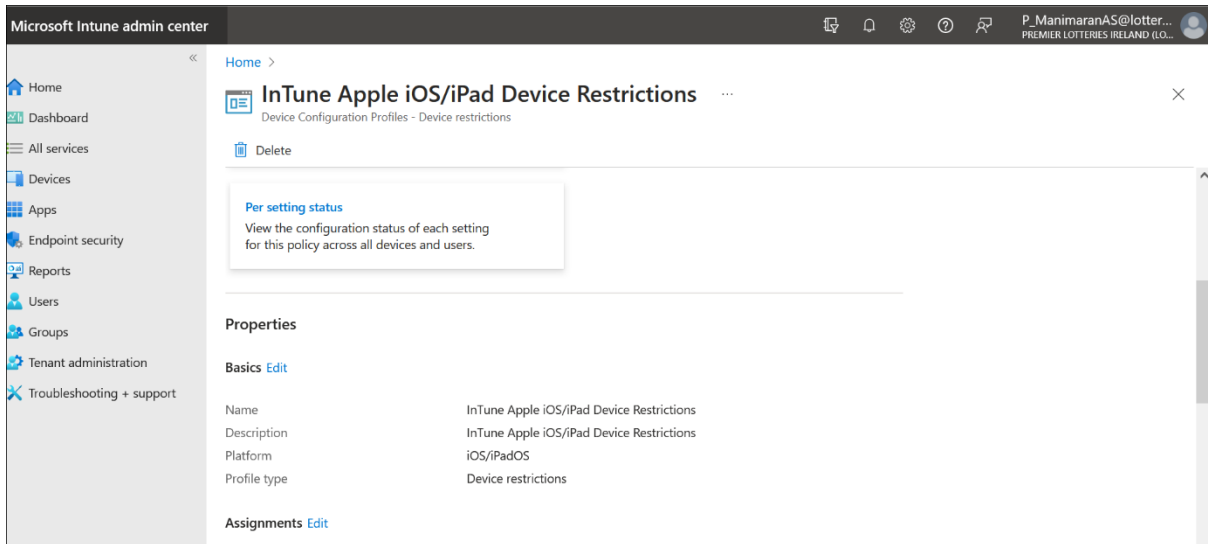 Microsoft Intune admin center
P_ManimaranAS@lotter...
PREMIER LOTTERIES IRELAND (LO...
«
Home
Dashboard
All services
Devices
Apps
Endpoint security
Reports
Users
Groups
Tenant administration
Troubleshooting + support
Home >
InTune Apple iOS/iPad Device Restrictions ...
Device Configuration Profiles - Device restrictions
Delete
Per setting status
View the configuration status of each setting
for this policy across all devices and users.
Properties
Basics Edit
Name InTune Apple iOS/iPad Device Restrictions
Description InTune Apple iOS/iPad Device Restrictions
Platform iOS/iPadOS
Profile type Device restrictions
Assignments Edit